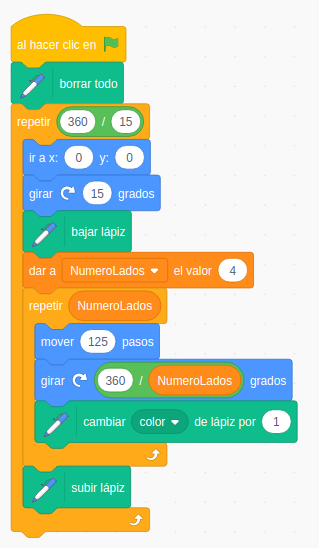 al hacer clic en
borrar todo
repetir 360 / 15
ir a x: 0 y: 0
girar 15 grados
bajar lápiz
dar a NumeroLados el valor 4
repetir NumeroLados
mover 125 pasos
girar 360 / NumeroLados grados
cambiar color de lápiz por 1
subir lápiz